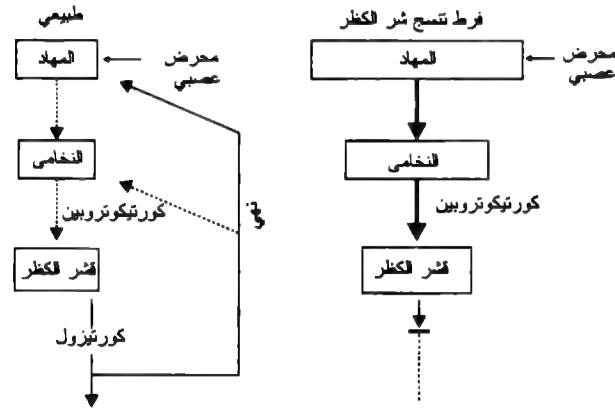 طبيعي
المهاد
محرض
عصبي
النخامى
كورتيكوتروبين
نهي
قشر الكظر
كورتيزول
فرط تنسج شر الكظر
المهاد
محرض
عصبي
النخامى
كورتيكوتروبين
قشر الكظر